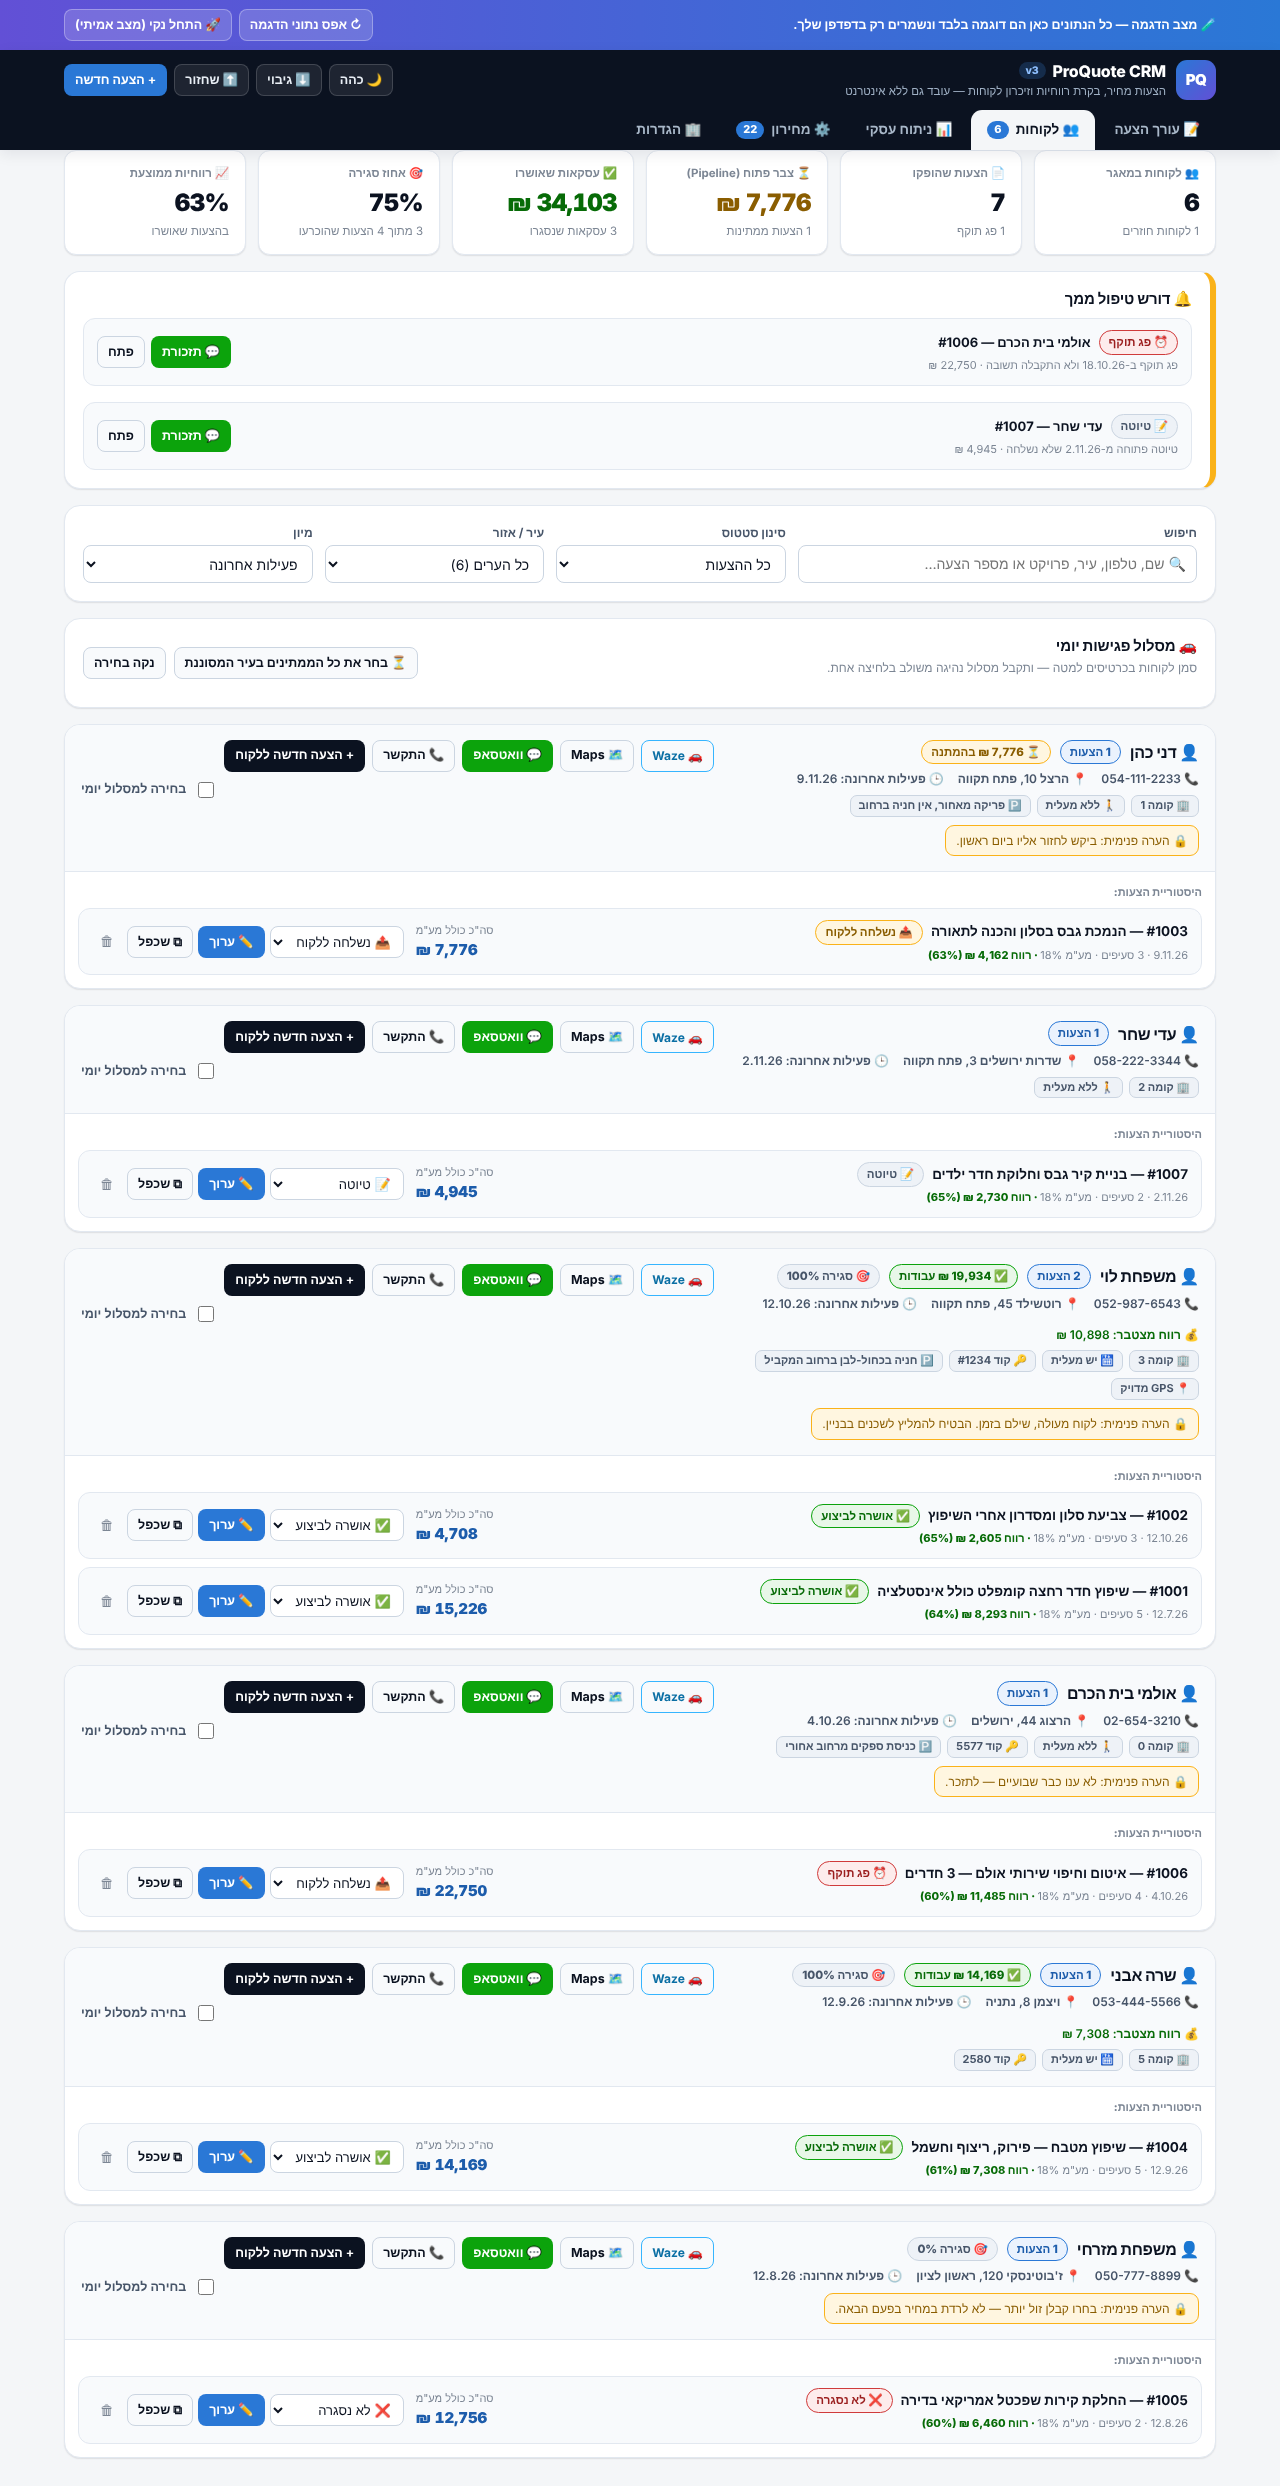 🧪 מצב הדגמה — כל הנתונים כאן הם דוגמה בלבד ונשמרים רק בדפדפן שלך.
↻ אפס נתוני הדגמה
🚀 התחל נקי (מצב אמיתי)
PQ
ProQuote CRM v3
הצעות מחיר, בקרת רווחיות וזיכרון לקוחות — עובד גם ללא אינטרנט
🌙 כהה
⬇️ גיבוי
⬆️ שחזור
+ הצעה חדשה
📝 עורך הצעה
👥 לקוחות 6
📊 ניתוח עסקי
⚙️ מחירון 22
🏢 הגדרות
👥 לקוחות במאגר
6
1 לקוחות חוזרים
📄 הצעות שהופקו
7
1 פג תוקף
⏳ צבר פתוח (Pipeline)
7,776 ₪
1 הצעות ממתינות
✅ עסקאות שאושרו
34,103 ₪
3 עסקאות שנסגרו
🎯 אחוז סגירה
75%
3 מתוך 4 הצעות שהוכרעו
📈 רווחיות ממוצעת
63%
בהצעות שאושרו
🔔 דורש טיפול ממך
⏰ פג תוקף אולמי בית הכרם — #1006
פג תוקף ב-18.10.26 ולא התקבלה תשובה · 22,750 ₪
💬 תזכורת
פתח
📝 טיוטה עדי שחר — #1007
טיוטה פתוחה מ-2.11.26 שלא נשלחה · 4,945 ₪
💬 תזכורת
פתח
חיפוש
🔍 שם, טלפון, עיר, פרויקט או מספר הצעה...
סינון סטטוס
כל ההצעות
עיר / אזור
כל הערים (6)
מיון
פעילות אחרונה
🚗 מסלול פגישות יומי
סמן לקוחות בכרטיסים למטה — ותקבל מסלול נהיגה משולב בלחיצה אחת.
⏳ בחר את כל הממתינים בעיר המסוננת
נקה בחירה
👤 דני כהן 1 הצעות ⏳ 7,776 ₪ בהמתנה
📞 054-111-2233 📍 הרצל 10, פתח תקווה 🕒 פעילות אחרונה: 9.11.26
🏢 קומה 1 🚶 ללא מעלית 🅿️ פריקה מאחור, אין חניה ברחוב
🔒 הערה פנימית: ביקש לחזור אליו ביום ראשון.
🚗 Waze 🗺️ Maps 💬 וואטסאפ 📞 התקשר + הצעה חדשה ללקוח
בחירה למסלול יומי
היסטוריית הצעות:
#1003 — הנמכת גבס בסלון והכנה לתאורה 📤 נשלחה ללקוח
9.11.26 · 3 סעיפים · מע"מ 18% · רווח 4,162 ₪ (63%)
סה"כ כולל מע"מ
7,776 ₪
📤 נשלחה ללקוח ✏️ ערוך ⧉ שכפל 🗑
👤 עדי שחר 1 הצעות
📞 058-222-3344 📍 שדרות ירושלים 3, פתח תקווה 🕒 פעילות אחרונה: 2.11.26
🏢 קומה 2 🚶 ללא מעלית
🚗 Waze 🗺️ Maps 💬 וואטסאפ 📞 התקשר + הצעה חדשה ללקוח
בחירה למסלול יומי
היסטוריית הצעות:
#1007 — בניית קיר גבס וחלוקת חדר ילדים 📝 טיוטה
2.11.26 · 2 סעיפים · מע"מ 18% · רווח 2,730 ₪ (65%)
סה"כ כולל מע"מ
4,945 ₪
📝 טיוטה ✏️ ערוך ⧉ שכפל 🗑
👤 משפחת לוי 2 הצעות ✅ 19,934 ₪ עבודות 🎯 סגירה 100%
📞 052-987-6543 📍 רוטשילד 45, פתח תקווה 🕒 פעילות אחרונה: 12.10.26
💰 רווח מצטבר: 10,898 ₪
🏢 קומה 3 🛗 יש מעלית 🔑 קוד 1234# 🅿️ חניה בכחול-לבן ברחוב המקביל
📍 GPS מדויק
🔒 הערה פנימית: לקוח מעולה, שילם בזמן. הבטיח להמליץ לשכנים בבניין.
🚗 Waze 🗺️ Maps 💬 וואטסאפ 📞 התקשר + הצעה חדשה ללקוח
בחירה למסלול יומי
היסטוריית הצעות:
#1002 — צביעת סלון ומסדרון אחרי השיפוץ ✅ אושרה לביצוע
12.10.26 · 3 סעיפים · מע"מ 18% · רווח 2,605 ₪ (65%)
סה"כ כולל מע"מ
4,708 ₪
✅ אושרה לביצוע ✏️ ערוך ⧉ שכפל 🗑
#1001 — שיפוץ חדר רחצה קומפלט כולל אינסטלציה ✅ אושרה לביצוע
12.7.26 · 5 סעיפים · מע"מ 18% · רווח 8,293 ₪ (64%)
סה"כ כולל מע"מ
15,226 ₪
✅ אושרה לביצוע ✏️ ערוך ⧉ שכפל 🗑
👤 אולמי בית הכרם 1 הצעות
📞 02-654-3210 📍 הרצוג 44, ירושלים 🕒 פעילות אחרונה: 4.10.26
🏢 קומה 0 🚶 ללא מעלית 🔑 קוד 5577 🅿️ כניסת ספקים מרחוב אחורי
🔒 הערה פנימית: לא ענו כבר שבועיים — לתזכר.
🚗 Waze 🗺️ Maps 💬 וואטסאפ 📞 התקשר + הצעה חדשה ללקוח
בחירה למסלול יומי
היסטוריית הצעות:
#1006 — איטום וחיפוי שירותי אולם — 3 חדרים ⏰ פג תוקף
4.10.26 · 4 סעיפים · מע"מ 18% · רווח 11,485 ₪ (60%)
סה"כ כולל מע"מ
22,750 ₪
📤 נשלחה ללקוח ✏️ ערוך ⧉ שכפל 🗑
👤 שרה אבני 1 הצעות ✅ 14,169 ₪ עבודות 🎯 סגירה 100%
📞 053-444-5566 📍 ויצמן 8, נתניה 🕒 פעילות אחרונה: 12.9.26
💰 רווח מצטבר: 7,308 ₪
🏢 קומה 5 🛗 יש מעלית 🔑 קוד 2580
🚗 Waze 🗺️ Maps 💬 וואטסאפ 📞 התקשר + הצעה חדשה ללקוח
בחירה למסלול יומי
היסטוריית הצעות:
#1004 — שיפוץ מטבח — פירוק, ריצוף וחשמל ✅ אושרה לביצוע
12.9.26 · 5 סעיפים · מע"מ 18% · רווח 7,308 ₪ (61%)
סה"כ כולל מע"מ
14,169 ₪
✅ אושרה לביצוע ✏️ ערוך ⧉ שכפל 🗑
👤 משפחת מזרחי 1 הצעות 🎯 סגירה 0%
📞 050-777-8899 📍 ז'בוטינסקי 120, ראשון לציון 🕒 פעילות אחרונה: 12.8.26
🔒 הערה פנימית: בחרו קבלן זול יותר — לא לרדת במחיר בפעם הבאה.
🚗 Waze 🗺️ Maps 💬 וואטסאפ 📞 התקשר + הצעה חדשה ללקוח
בחירה למסלול יומי
היסטוריית הצעות:
#1005 — החלקת קירות שפכטל אמריקאי בדירה ❌ לא נסגרה
12.8.26 · 2 סעיפים · מע"מ 18% · רווח 6,460 ₪ (60%)
סה"כ כולל מע"מ
12,756 ₪
❌ לא נסגרה ✏️ ערוך ⧉ שכפל 🗑